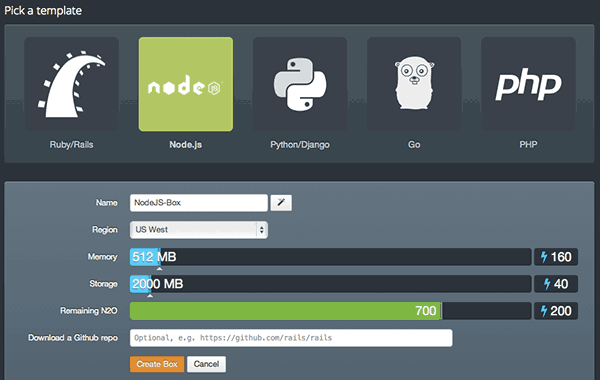 Pick a template
node JS
php
Ruby/Rails
Node.js
Python/Django
Go
PHP
Name NodeJS-Box
Region US West
Memory 512 MB 160
Storage 2000 MB 40
Remaining N2O 700 200
Download a Github repo Optional, e.g. https://github.com/rails/rails
Create Box Cancel